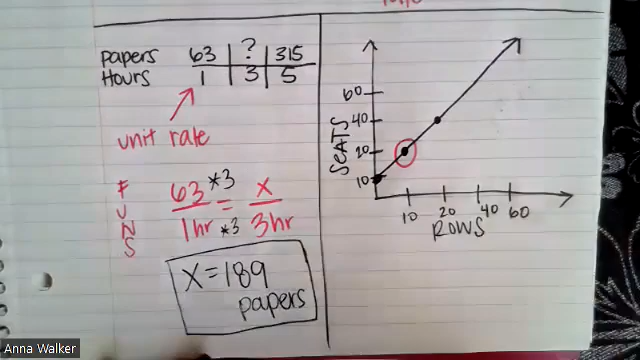 rate
papers 63 ? 315
Hours 1 3 5
unit rate
F
U
N
S
63 *3 = x
1hr *3 3hr
x=189
papers
SEATS
60
40
20
10
10 20 40 60
ROWS
Anna Walker